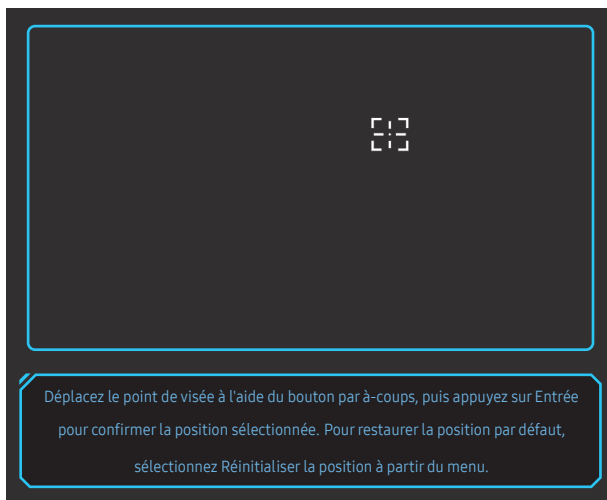 Déplacez le point de visée à l'aide du bouton par à-coups, puis appuyez sur Entrée
pour confirmer la position sélectionnée. Pour restaurer la position par défaut,
sélectionnez Réinitialiser la position à partir du menu.